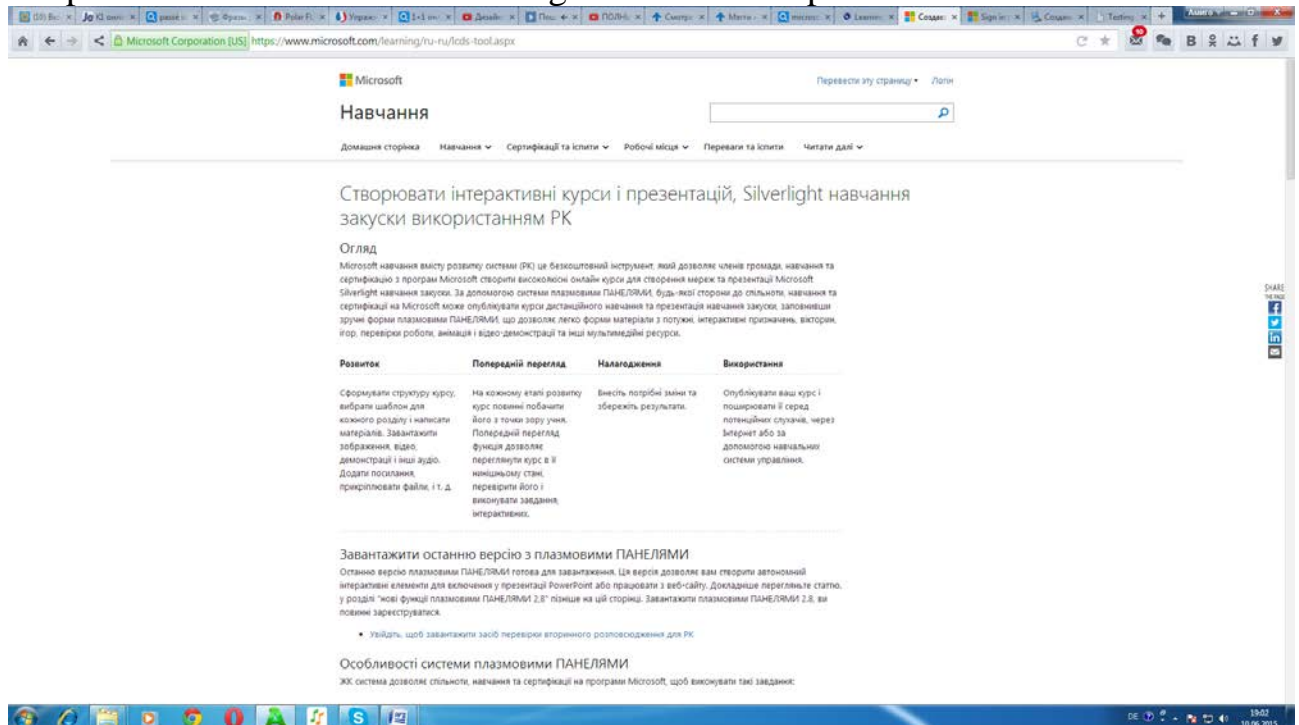 Microsoft Corporation [US] https://www.microsoft.com/learning/ru-ru/lcds-tool.aspx
90
Microsoft
Перевести эту страницу
Логин
Навчання
Домашня сторінка Навчання Сертифікації та іспити Робочі місця Переваги та іспити Читати далі
Створювати інтерактивні курси і презентацій, Silverlight навчання
закуски використанням РК
Огляд
Microsoft навчання вмісту розвитку системи (РК) це безкоштовний інструмент, який дозволяє членів громади, навчання та
сертифікацію з програм Microsoft створити високоякісні онлайн курси для створення мереж та презентації Microsoft
Silverlight навчання закуски. За допомогою системи плазмовими ПАНЕЛЯМИ, будь-якої сторони до спільноти, навчання та
сертифікації на Microsoft може опублікувати курси дистанційного навчання та презентація навчання закуски, заповнивши
зручні форми плазмовими ПАНЕЛЯМИ, що дозволяє легко форми матеріали з потужні, інтерактивні призначень, вікторин,
ігор, перевірки роботи, анімація і відео-демонстрації та інші мультимедійні ресурси.
SHARE
THE PAGE
Розвиток Попередній перегляд Налагодження Використання
Сформувати структуру курсу,
вибрати шаблон для
кожного розділу і написати
матеріалів. Завантажити
зображення, відео,
демонстрації і інші аудіо.
Додати посилання,
прикріплювати файли, і т. д.
На кожному етапі розвитку
курс повинні побачити
його з точки зору учня.
Попередній перегляд
функція дозволяє
переглянути курс в її
нинішньому стані,
перевірити його і
виконувати завдання,
інтерактивних.
Внесіть потрібні зміни та
збережіть результати.
Опублікувати ваш курс і
поширювати її серед
потенційних слухачів, через
Інтернет або за
допомогою навчальних
системи управління.
Завантажити останню версію з плазмовими ПАНЕЛЯМИ
Останню версію плазмовими ПАНЕЛЯМИ готова для завантаження. Ця версія дозволяє вам створити автономний
інтерактивні елементи для включення у презентації PowerPoint або працювати з веб-сайту. Докладніше перегляньте статтю,
у розділі "нові функції плазмовими ПАНЕЛЯМИ 2,8" пізніше на цій сторінці. Завантажити плазмовими ПАНЕЛЯМИ 2.8, ви
повинні зареєструватися.
Увійдіть, щоб завантажити засіб перевірки вторинного розповсюдження для РК
Особливості системи плазмовими ПАНЕЛЯМИ
ЖК система дозволяє спільноти, навчання та сертифікації на програми Microsoft, щоб виконувати такі завдання:
DE
19:02
10.06.2015